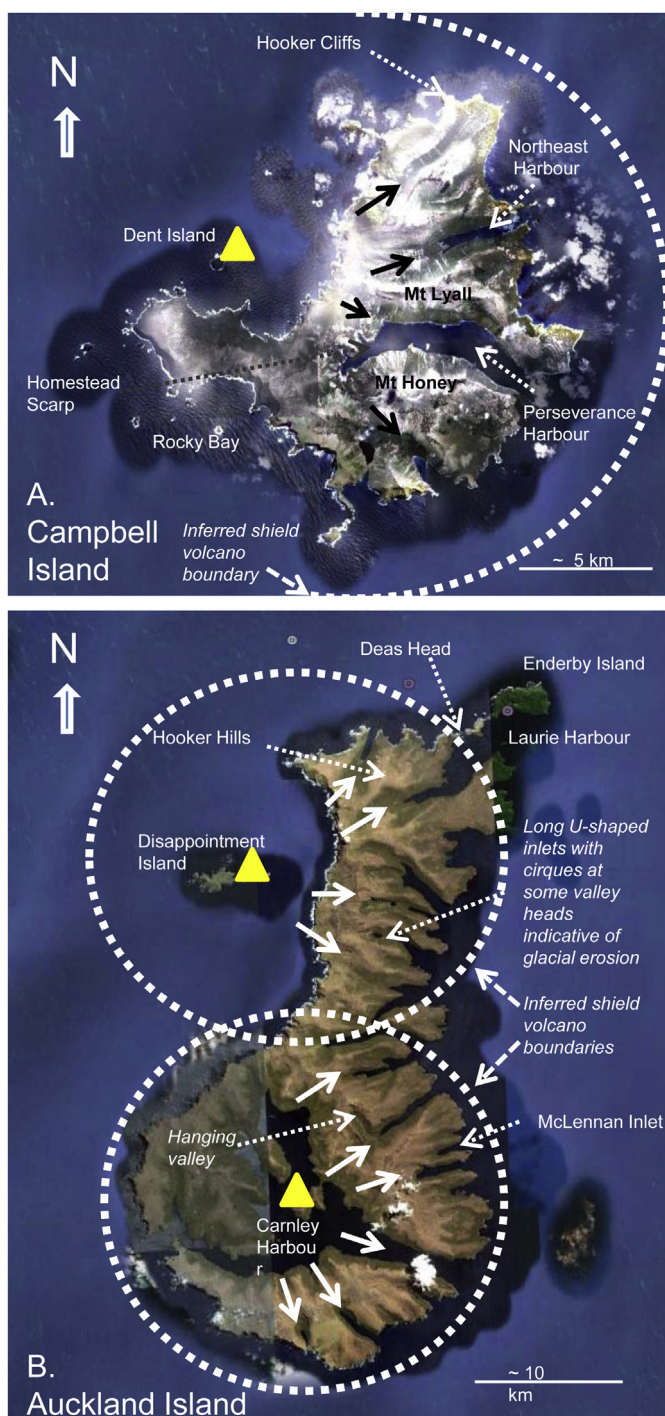 Hooker Cliffs
N
Northeast
Harbour
Dent Island
Mt Lyall
Homestead
Scarp
Mt Honey
Perseverance
Harbour
Rocky Bay
A.
Campbell
Island
Inferred shield
volcano
boundary
~ 5 km
N
Deas Head
Enderby Island
Hooker Hills
Laurie Harbour
Disappointment
Island
Long U-shaped
inlets with
cirques at
some valley
heads
indicative of
glacial erosion
Inferred shield
volcano
boundaries
McLennan Inlet
Hanging
valley
Carnley
Harbou
r
B.
Auckland Island
~ 10
km